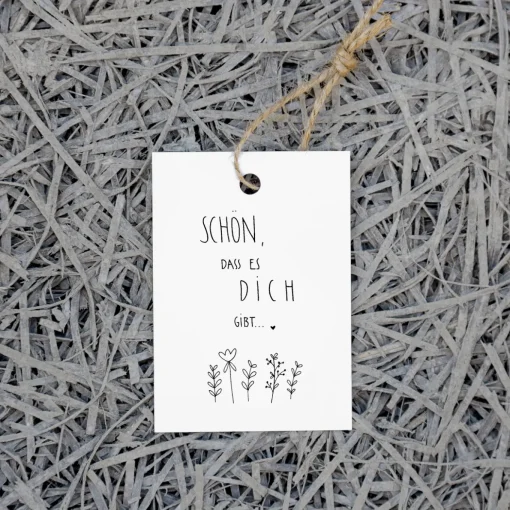 SCHÖN,
DASS ES
DICH
GIBT... ♥